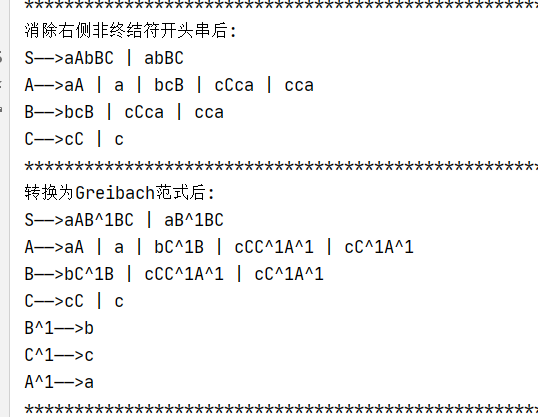 ****************************************************
消除右侧非终结符开头串后:
S——>aAbBC | abBC
A——>aA | a | bcB | cCca | cca
B——>bcB | cCca | cca
C——>cC | c
****************************************************
转换为Greibach范式后:
S——>aAB^1BC | aB^1BC
A——>aA | a | bC^1B | cCC^1A^1 | cC^1A^1
B——>bC^1B | cCC^1A^1 | cC^1A^1
C——>cC | c
B^1——>b
C^1——>c
A^1——>a
****************************************************